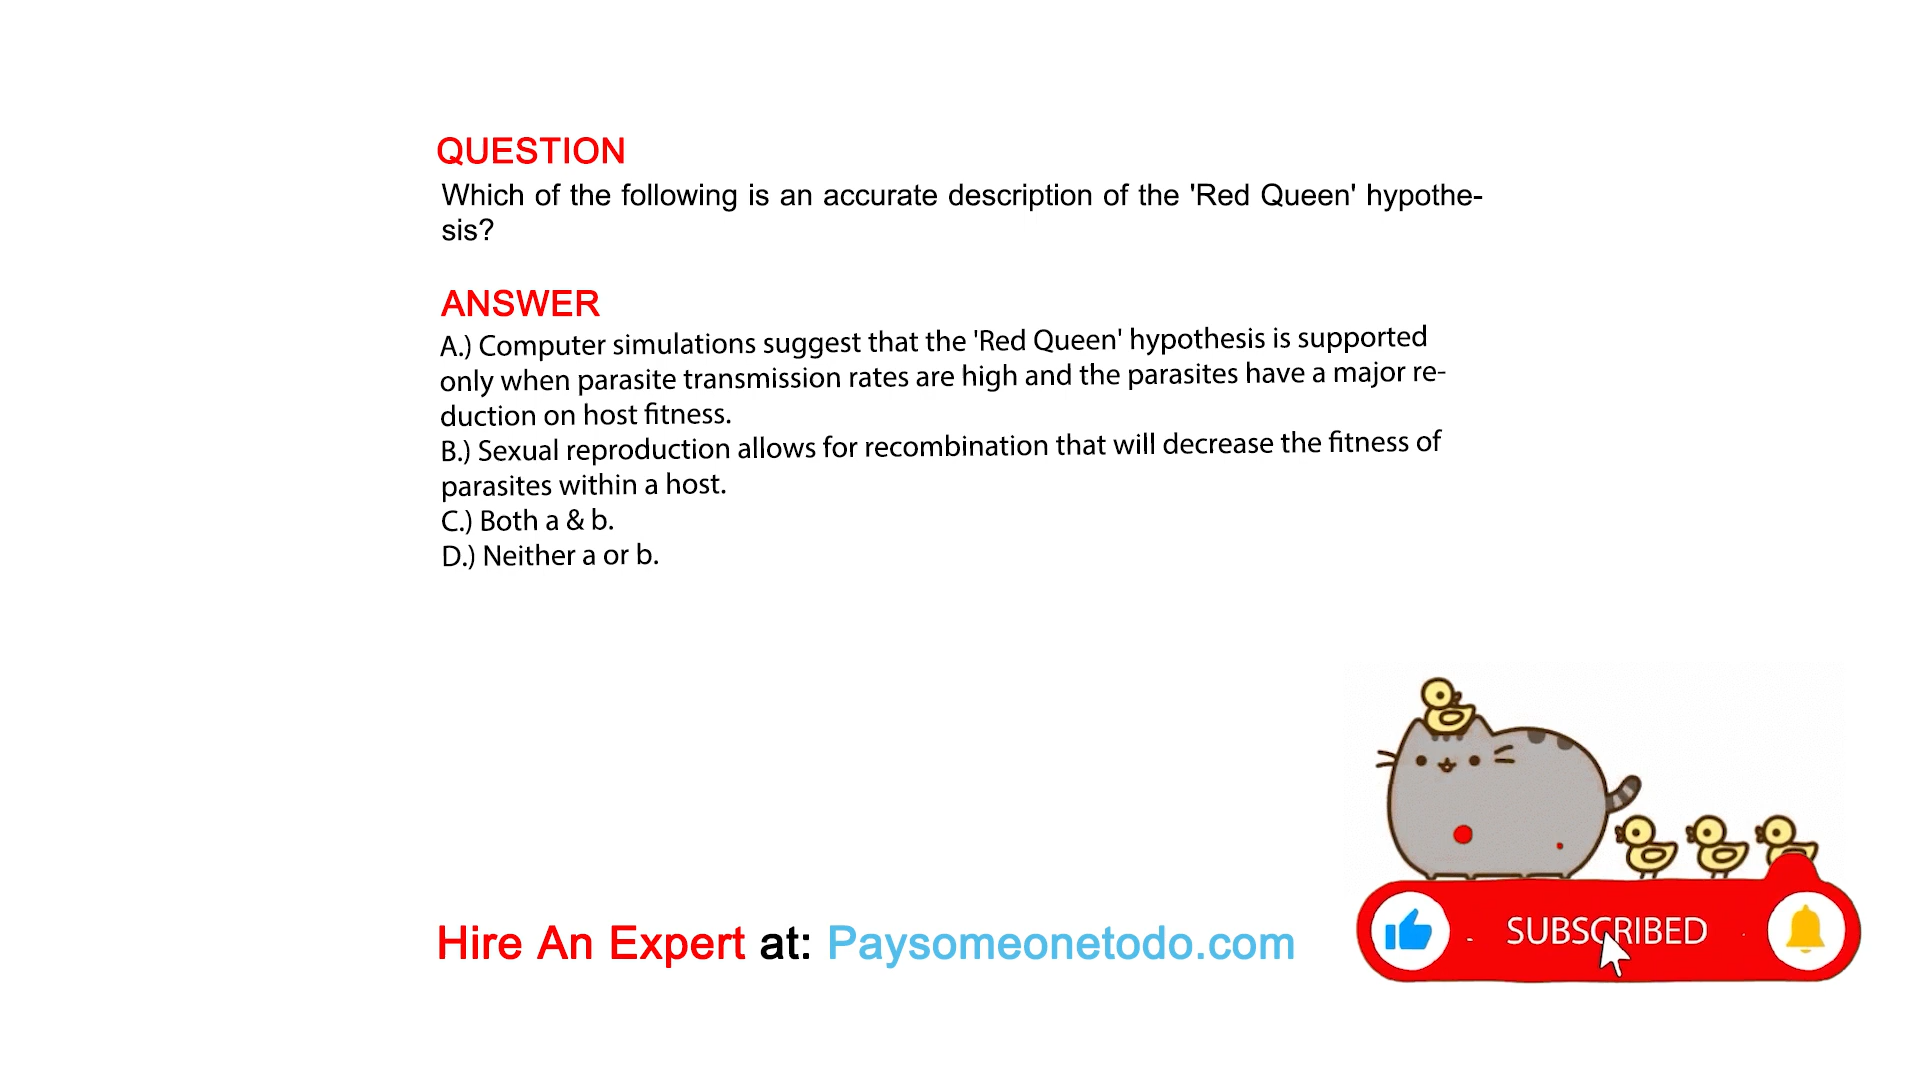 QUESTION
Which of the following is an accurate description of the 'Red Queen' hypothe-
sis?
ANSWER
A.) Computer simulations suggest that the 'Red Queen' hypothesis is supported
only when parasite transmission rates are high and the parasites have a major re-
duction on host fitness.
B.) Sexual reproduction allows for recombination that will decrease the fitness of
parasites within a host.
C.) Both a & b.
D.) Neither a or b.
Hire An Expert at: Paysomeonetodo.com
SUBSCRIBED